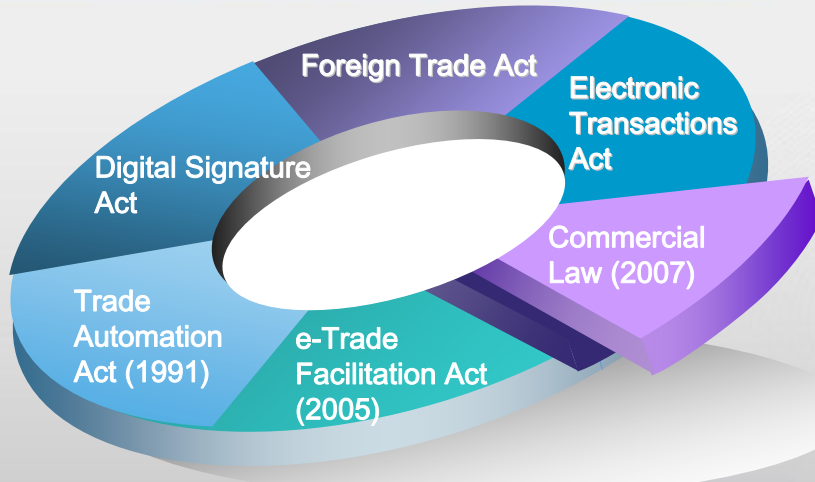 Foreign Trade Act
Electronic
Transactions
Act
Digital Signature
Act
Commercial
Law (2007)
Trade
Automation
Act (1991)
e-Trade
Facilitation Act
(2005)